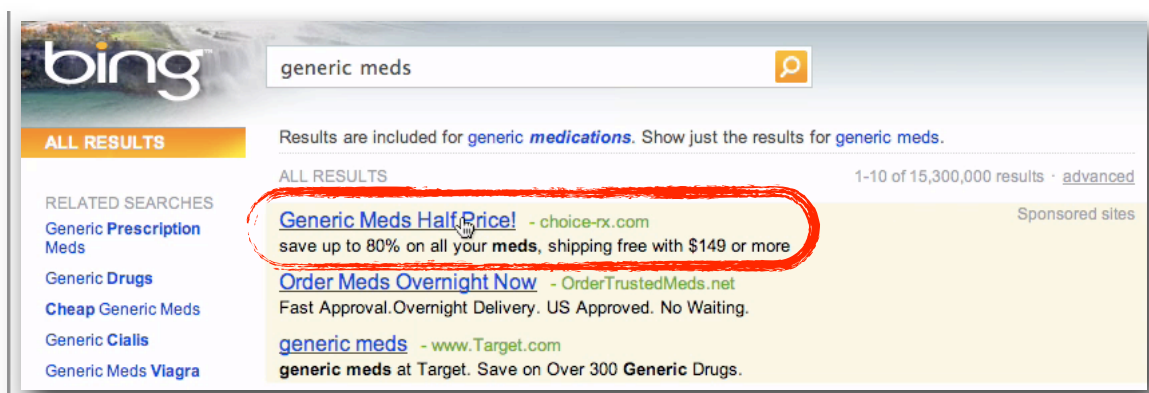 bing
generic meds
ALL RESULTS
Results are included for generic medications. Show just the results for generic meds.
ALL RESULTS
1-10 of 15,300,000 results · advanced
RELATED SEARCHES
Generic Prescription
Meds
Generic Drugs
Cheap Generic Meds
Generic Cialis
Generic Meds Viagra
Generic Meds Half Price! - choice-rx.com
Sponsored sites
save up to 80% on all your meds, shipping free with $149 or more
Order Meds Overnight Now - OrderTrustedMeds.net
Fast Approval.Overnight Delivery. US Approved. No Waiting.
generic meds - www.Target.com
generic meds at Target. Save on Over 300 Generic Drugs.